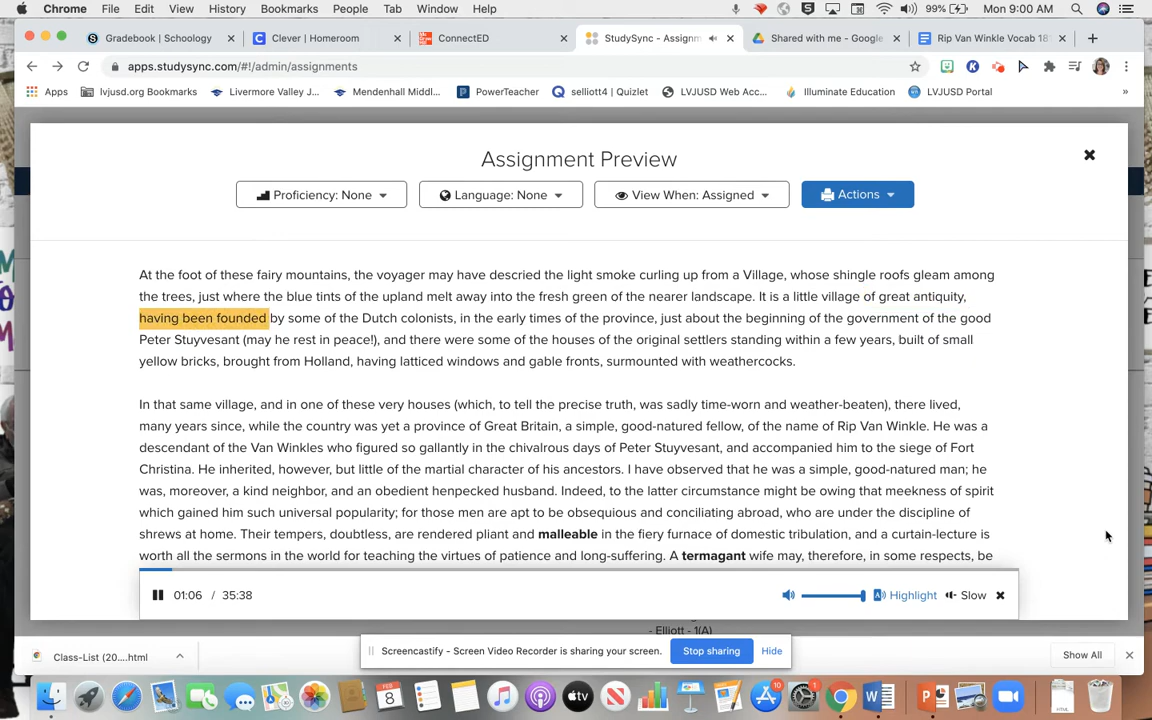 Chrome File Edit View History Bookmarks People Tab Window Help 99% Mon 9:00 AM
Gradebook | Schoology Clever | Homeroom ConnectED StudySync - Assignm Shared with me - Google Rip Van Winkle Vocab 18
apps.studysync.com/#!/admin/assignments
Apps lvjusd.org Bookmarks Livermore Valley J... Mendenhall Middl... PowerTeacher selliott4 | Quizlet LVJUSD Web Acc... Illuminate Education LVJUSD Portal »
Assignment Preview
Proficiency: None Language: None View When: Assigned Actions
At the foot of these fairy mountains, the voyager may have descried the light smoke curling up from a Village, whose shingle roofs gleam among
the trees, just where the blue tints of the upland melt away into the fresh green of the nearer landscape. It is a little village of great antiquity,
having been founded by some of the Dutch colonists, in the early times of the province, just about the beginning of the government of the good
Peter Stuyvesant (may he rest in peace!), and there were some of the houses of the original settlers standing within a few years, built of small
yellow bricks, brought from Holland, having latticed windows and gable fronts, surmounted with weathercocks.
In that same village, and in one of these very houses (which, to tell the precise truth, was sadly time-worn and weather-beaten), there lived,
many years since, while the country was yet a province of Great Britain, a simple, good-natured fellow, of the name of Rip Van Winkle. He was a
descendant of the Van Winkles who figured so gallantly in the chivalrous days of Peter Stuyvesant, and accompanied him to the siege of Fort
Christina. He inherited, however, but little of the martial character of his ancestors. I have observed that he was a simple, good-natured man; he
was, moreover, a kind neighbor, and an obedient henpecked husband. Indeed, to the latter circumstance might be owing that meekness of spirit
which gained him such universal popularity; for those men are apt to be obsequious and conciliating abroad, who are under the discipline of
shrews at home. Their tempers, doubtless, are rendered pliant and malleable in the fiery furnace of domestic tribulation, and a curtain-lecture is
worth all the sermons in the world for teaching the virtues of patience and long-suffering. A termagant wife may, therefore, in some respects, be
01:06 / 35:38 Highlight Slow
- Elliott - 1(A)
Screencastify - Screen Video Recorder is sharing your screen. Stop sharing Hide
Class-List (20....html Show All
FEB
8
10
1